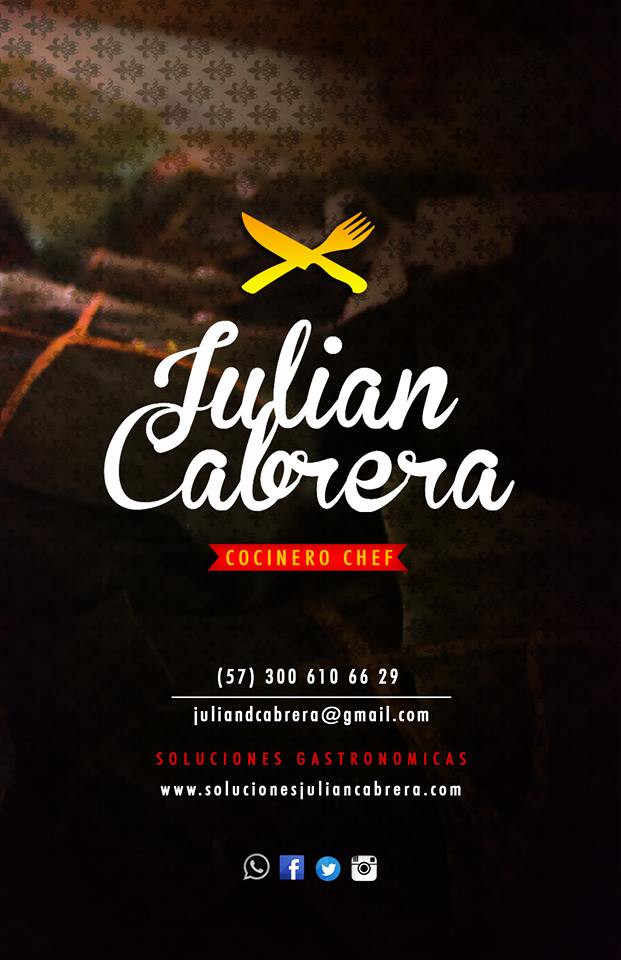 Julian
Cabrera
COCINERO CHEF
(57) 300 610 66 29
juliandcabrera@gmail.com
SOLUCIONES GASTRONOMICAS
www.solucionesjuliancabrera.com